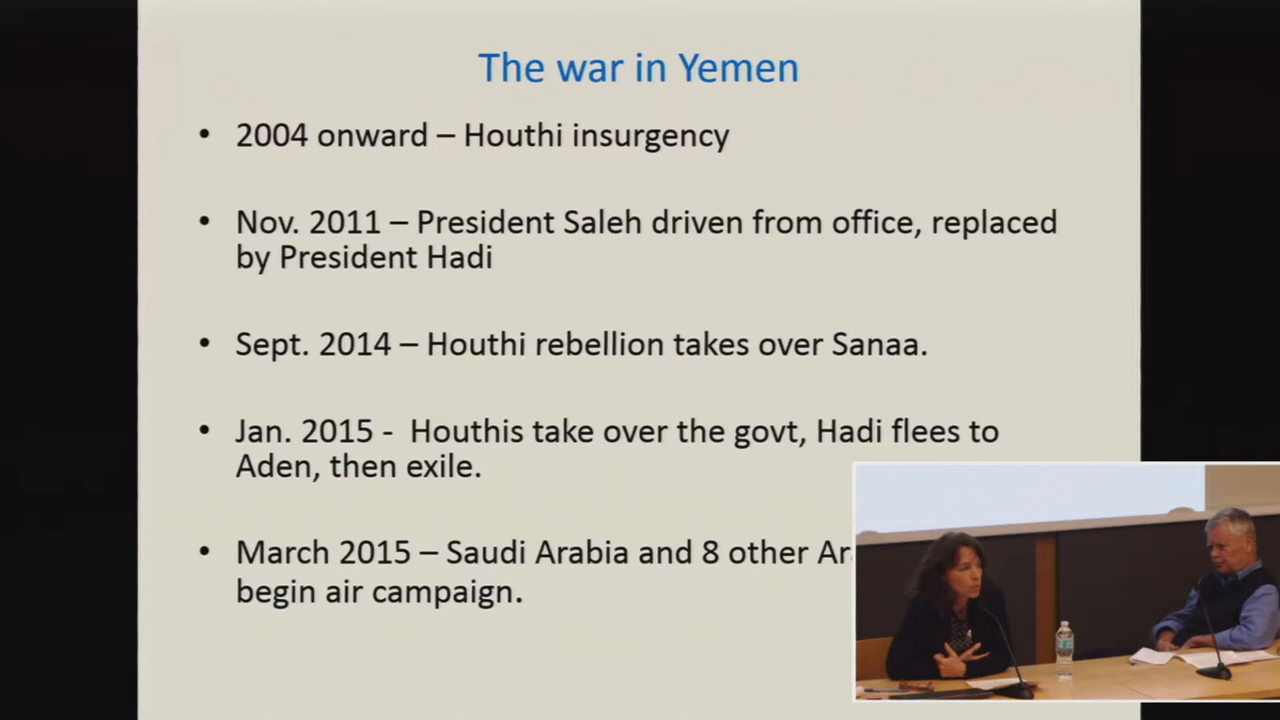 The war in Yemen
• 2004 onward – Houthi insurgency
• Nov. 2011 – President Saleh driven from office, replaced
by President Hadi
• Sept. 2014 – Houthi rebellion takes over Sanaa.
• Jan. 2015 - Houthis take over the govt, Hadi flees to
Aden, then exile.
• March 2015 – Saudi Arabia and 8 other
begin air campaign.